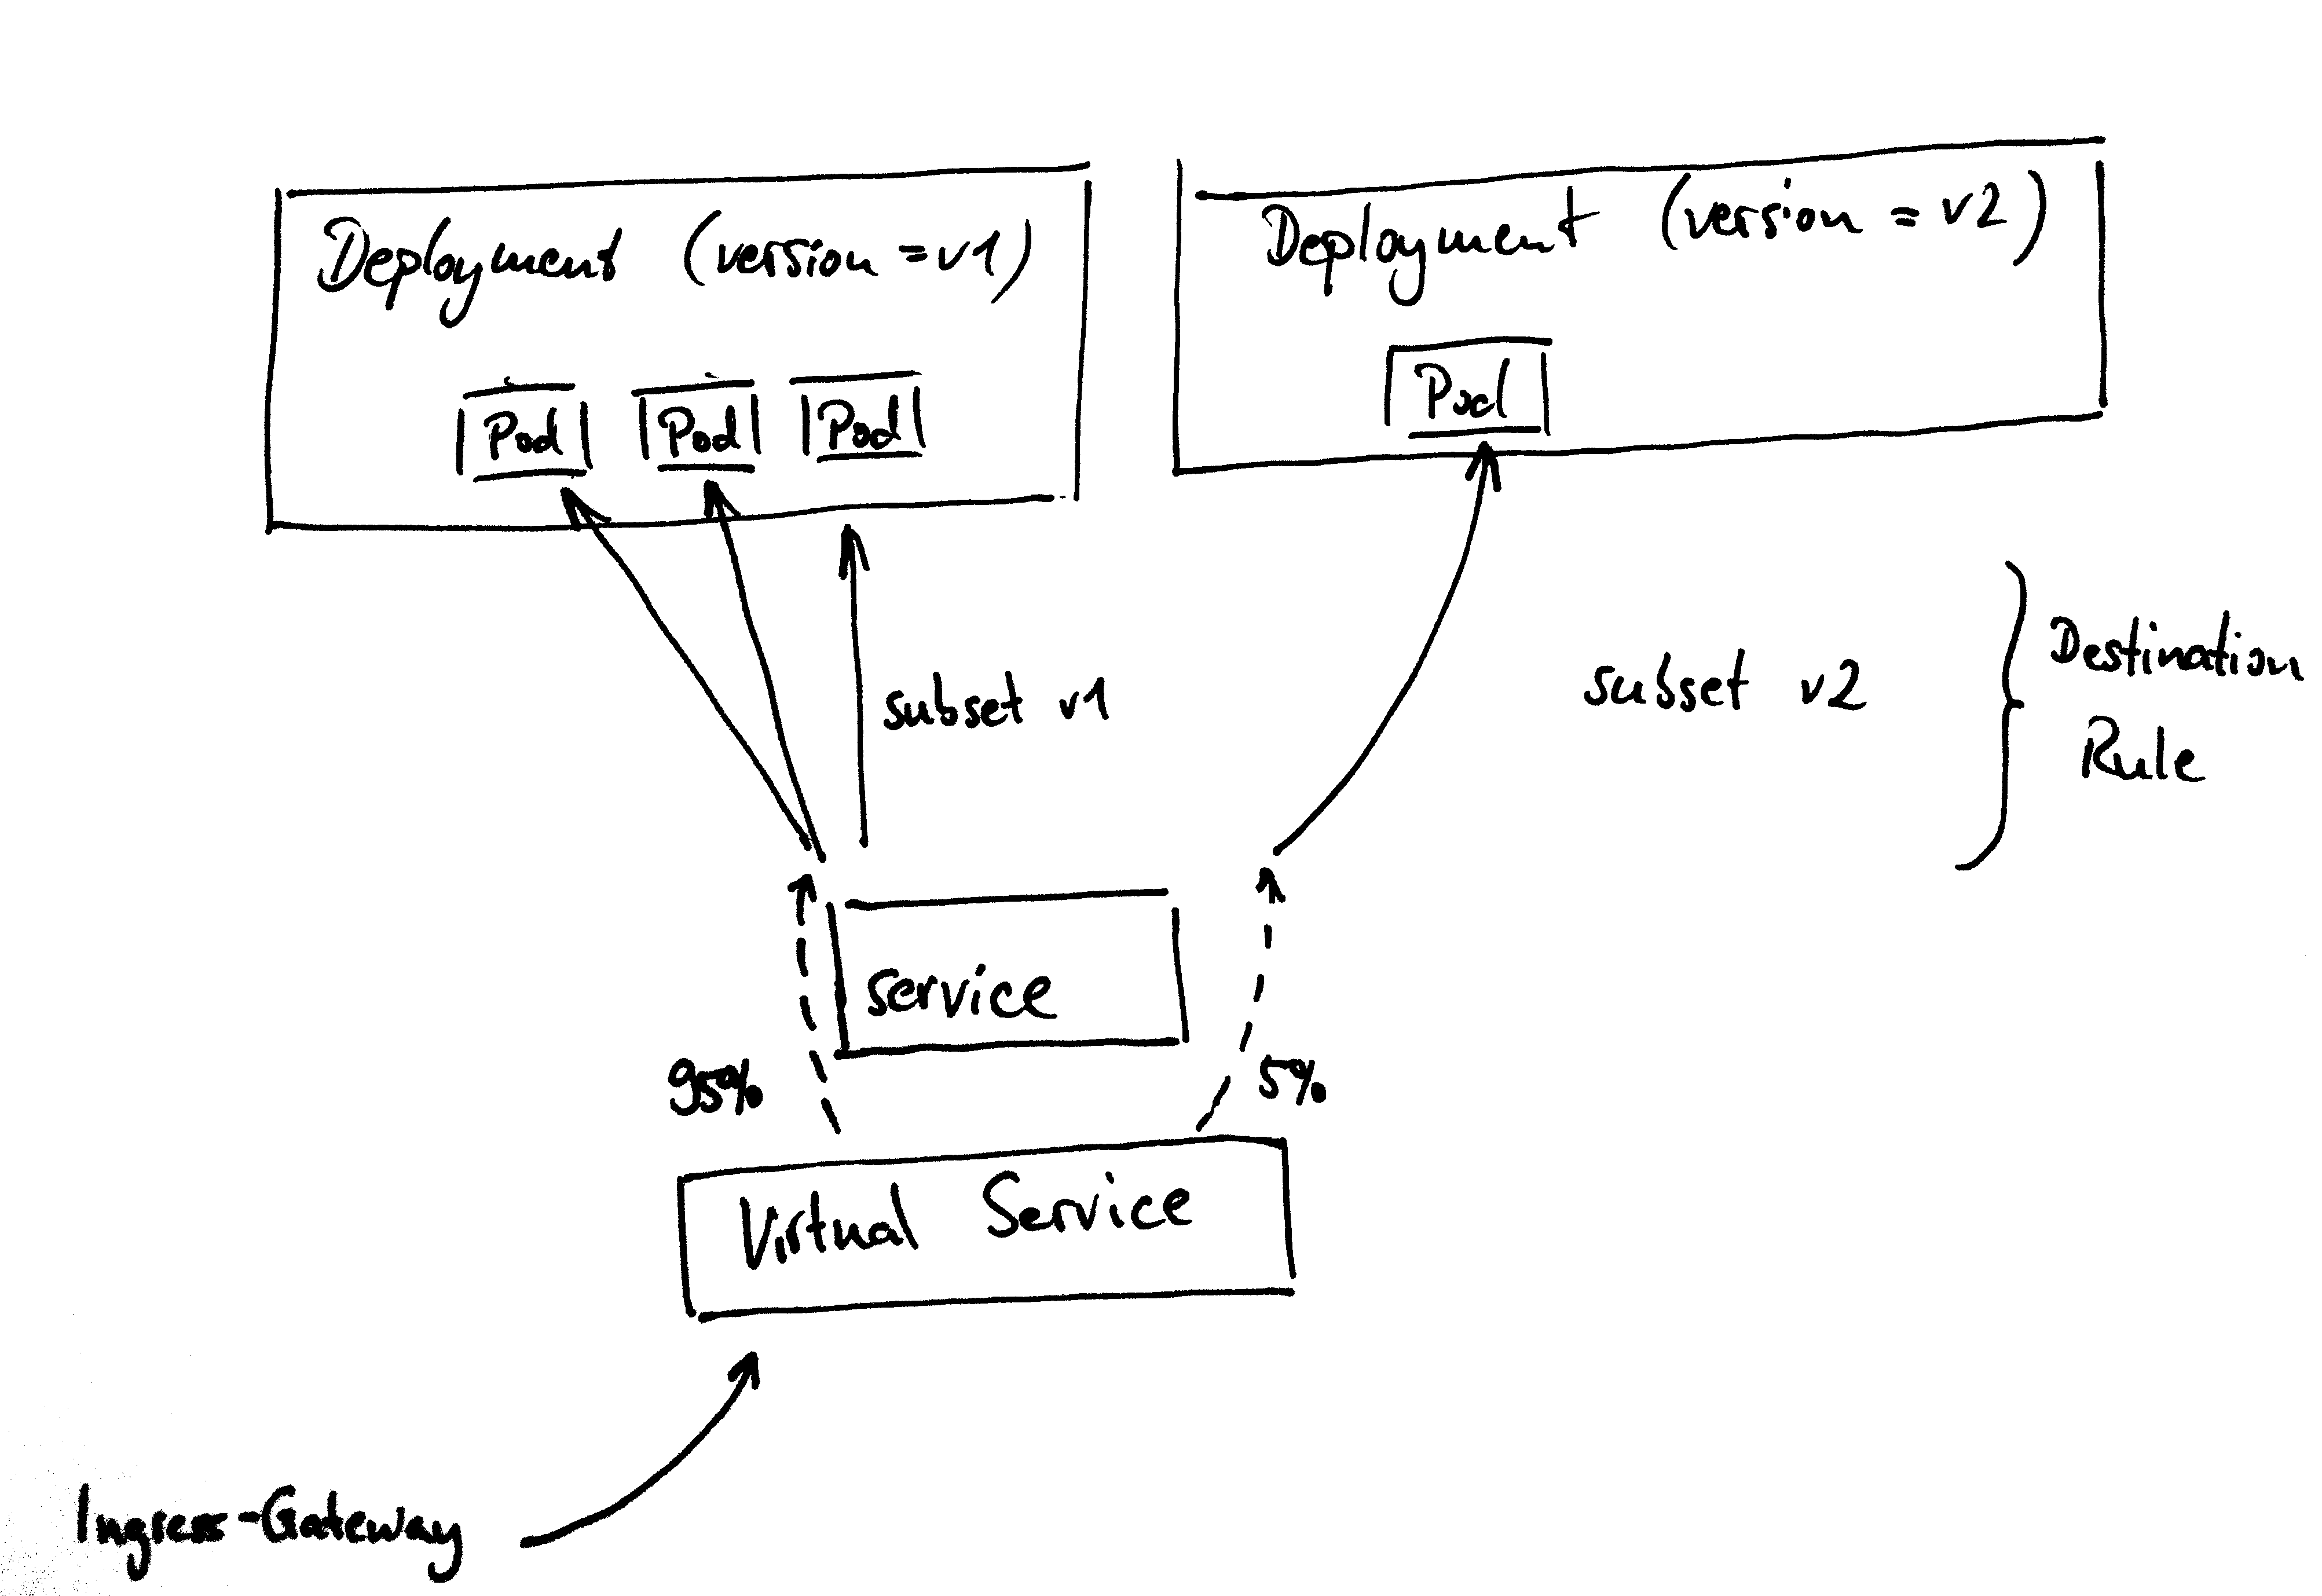 Deployment (version = v1)
Deployment (version = v2)
Pod Pod Pod
Pod
subset v1
subset v2
Destination
Rule
service
95%
5%
Virtual Service
Ingress-Gateway